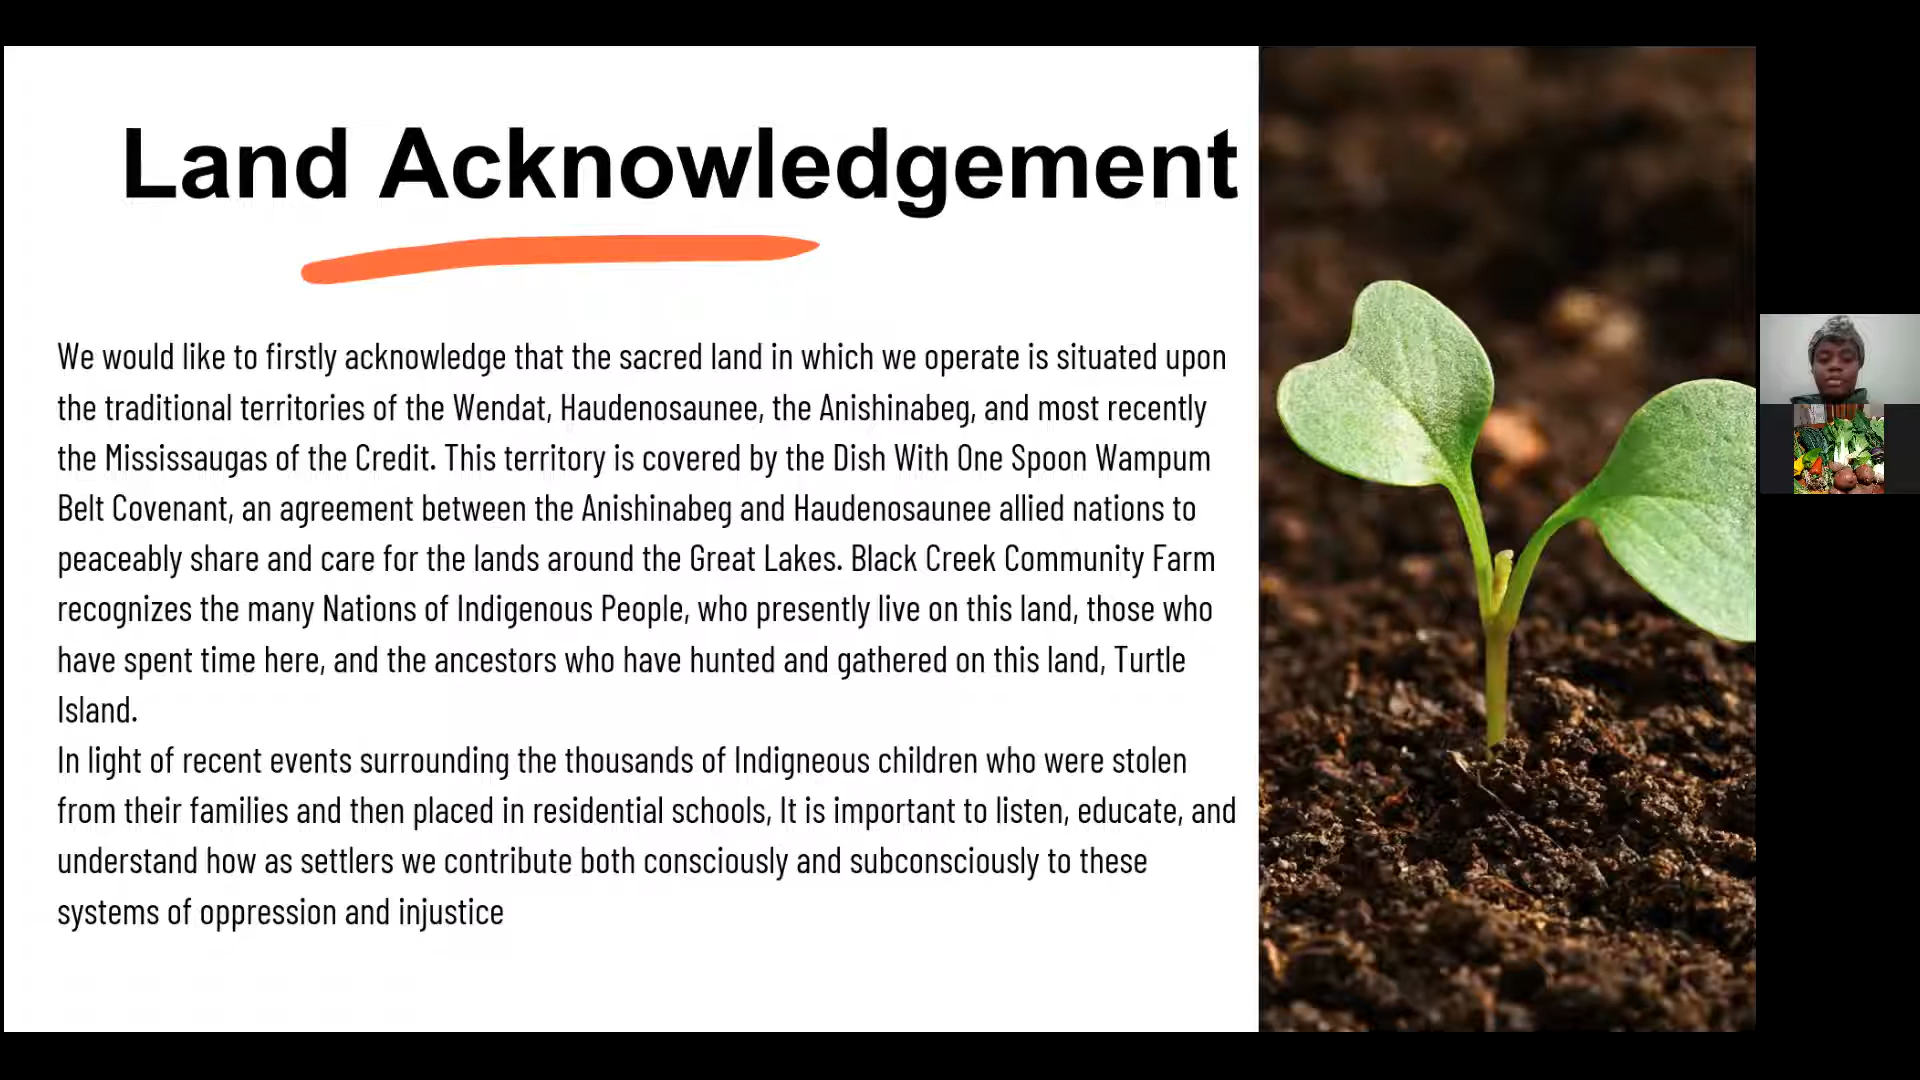 Land Acknowledgement
We would like to firstly acknowledge that the sacred land in which we operate is situated upon
the traditional territories of the Wendat, Haudenosaunee, the Anishinabeg, and most recently
the Mississaugas of the Credit. This territory is covered by the Dish With One Spoon Wampum
Belt Covenant, an agreement between the Anishinabeg and Haudenosaunee allied nations to
peaceably share and care for the lands around the Great Lakes. Black Creek Community Farm
recognizes the many Nations of Indigenous People, who presently live on this land, those who
have spent time here, and the ancestors who have hunted and gathered on this land, Turtle
Island.
In light of recent events surrounding the thousands of Indigneous children who were stolen
from their families and then placed in residential schools, It is important to listen, educate, and
understand how as settlers we contribute both consciously and subconsciously to these
systems of oppression and injustice